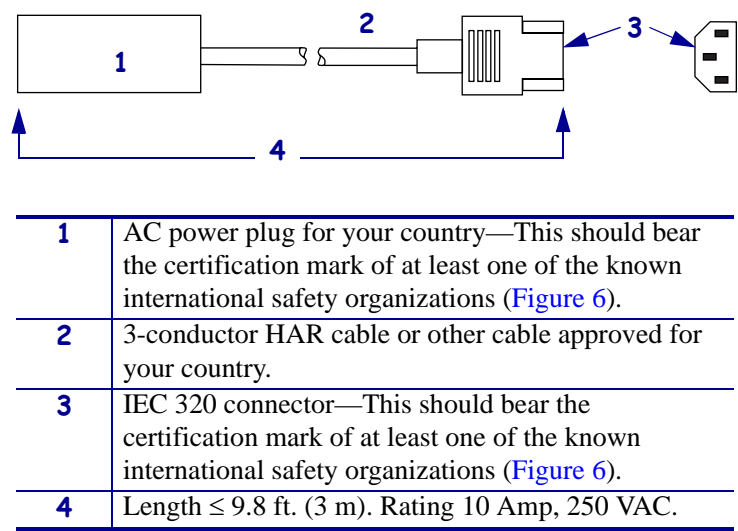 2
3
1
4
1 AC power plug for your country—This should bear
the certification mark of at least one of the known
international safety organizations (Figure 6).
2 3-conductor HAR cable or other cable approved for
your country.
3 IEC 320 connector—This should bear the
certification mark of at least one of the known
international safety organizations (Figure 6).
4 Length ≤ 9.8 ft. (3 m). Rating 10 Amp, 250 VAC.